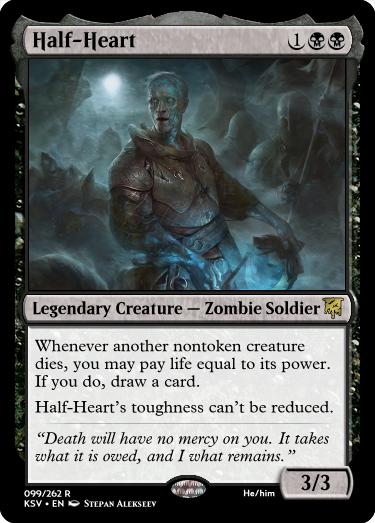 Half-Heart 1
Legendary Creature — Zombie Soldier
Whenever another nontoken creature
dies, you may pay life equal to its power.
If you do, draw a card.
Half-Heart's toughness can't be reduced.
“Death will have no mercy on you. It takes
what it is owed, and I what remains.”
3/3
099/262 R
KSV • EN Stepan Alekseev
He/him